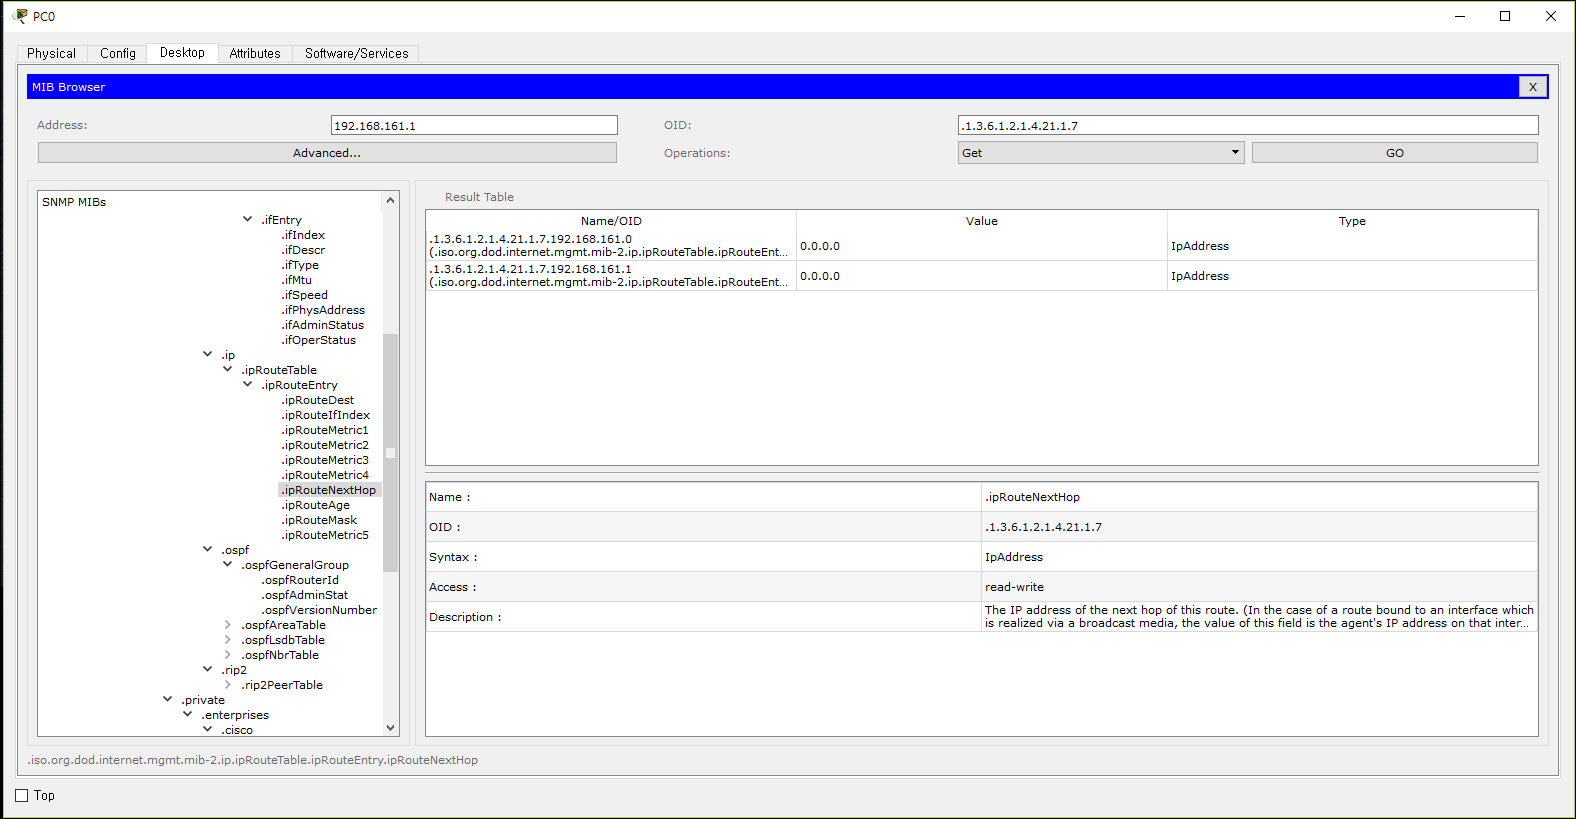 PC0
Physical Config Desktop Attributes Software/Services
MIB Browser X
Address: 192.168.161.1 OID: .1.3.6.1.2.1.4.21.1.7
Advanced... Operations: Get GO
SNMP MIBs
.ifEntry
.ifIndex
.ifDescr
.ifType
.ifMtu
.ifSpeed
.ifPhysAddress
.ifAdminStatus
.ifOperStatus
.ip
.ipRouteTable
.ipRouteEntry
.ipRouteDest
.ipRouteIfIndex
.ipRouteMetric1
.ipRouteMetric2
.ipRouteMetric3
.ipRouteMetric4
.ipRouteNextHop
.ipRouteAge
.ipRouteMask
.ipRouteMetric5
.ospf
.ospfGeneralGroup
.ospfRouterId
.ospfAdminStat
.ospfVersionNumber
.ospfAreaTable
.ospfLsdbTable
.ospfNbrTable
.rip2
.rip2PeerTable
.private
.enterprises
.cisco
Result Table
Name/OID Value Type
.1.3.6.1.2.1.4.21.1.7.192.168.161.0
(.iso.org.dod.internet.mgmt.mib-2.ip.ipRouteTable.ipRouteEnt... 0.0.0.0 IpAddress
.1.3.6.1.2.1.4.21.1.7.192.168.161.1
(.iso.org.dod.internet.mgmt.mib-2.ip.ipRouteTable.ipRouteEnt... 0.0.0.0 IpAddress
Name : .ipRouteNextHop
OID : .1.3.6.1.2.1.4.21.1.7
Syntax : IpAddress
Access : read-write
Description : The IP address of the next hop of this route. (In the case of a route bound to an interface which
is realized via a broadcast media, the value of this field is the agent's IP address on that inter...
.iso.org.dod.internet.mgmt.mib-2.ip.ipRouteTable.ipRouteEntry.ipRouteNextHop
Top